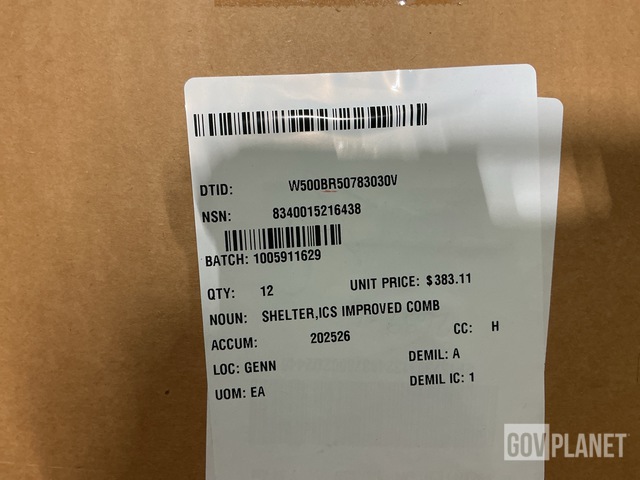 DTID: W500BR50783030V
NSN: 8340015216438
BATCH: 1005911629
QTY: 12 UNIT PRICE: $383.11
NOUN: SHELTER,ICS IMPROVED COMB
ACCUM: 202526 CC: H
LOC: GENN DEMIL: A
UOM: EA DEMIL IC: 1
GOVPLANET